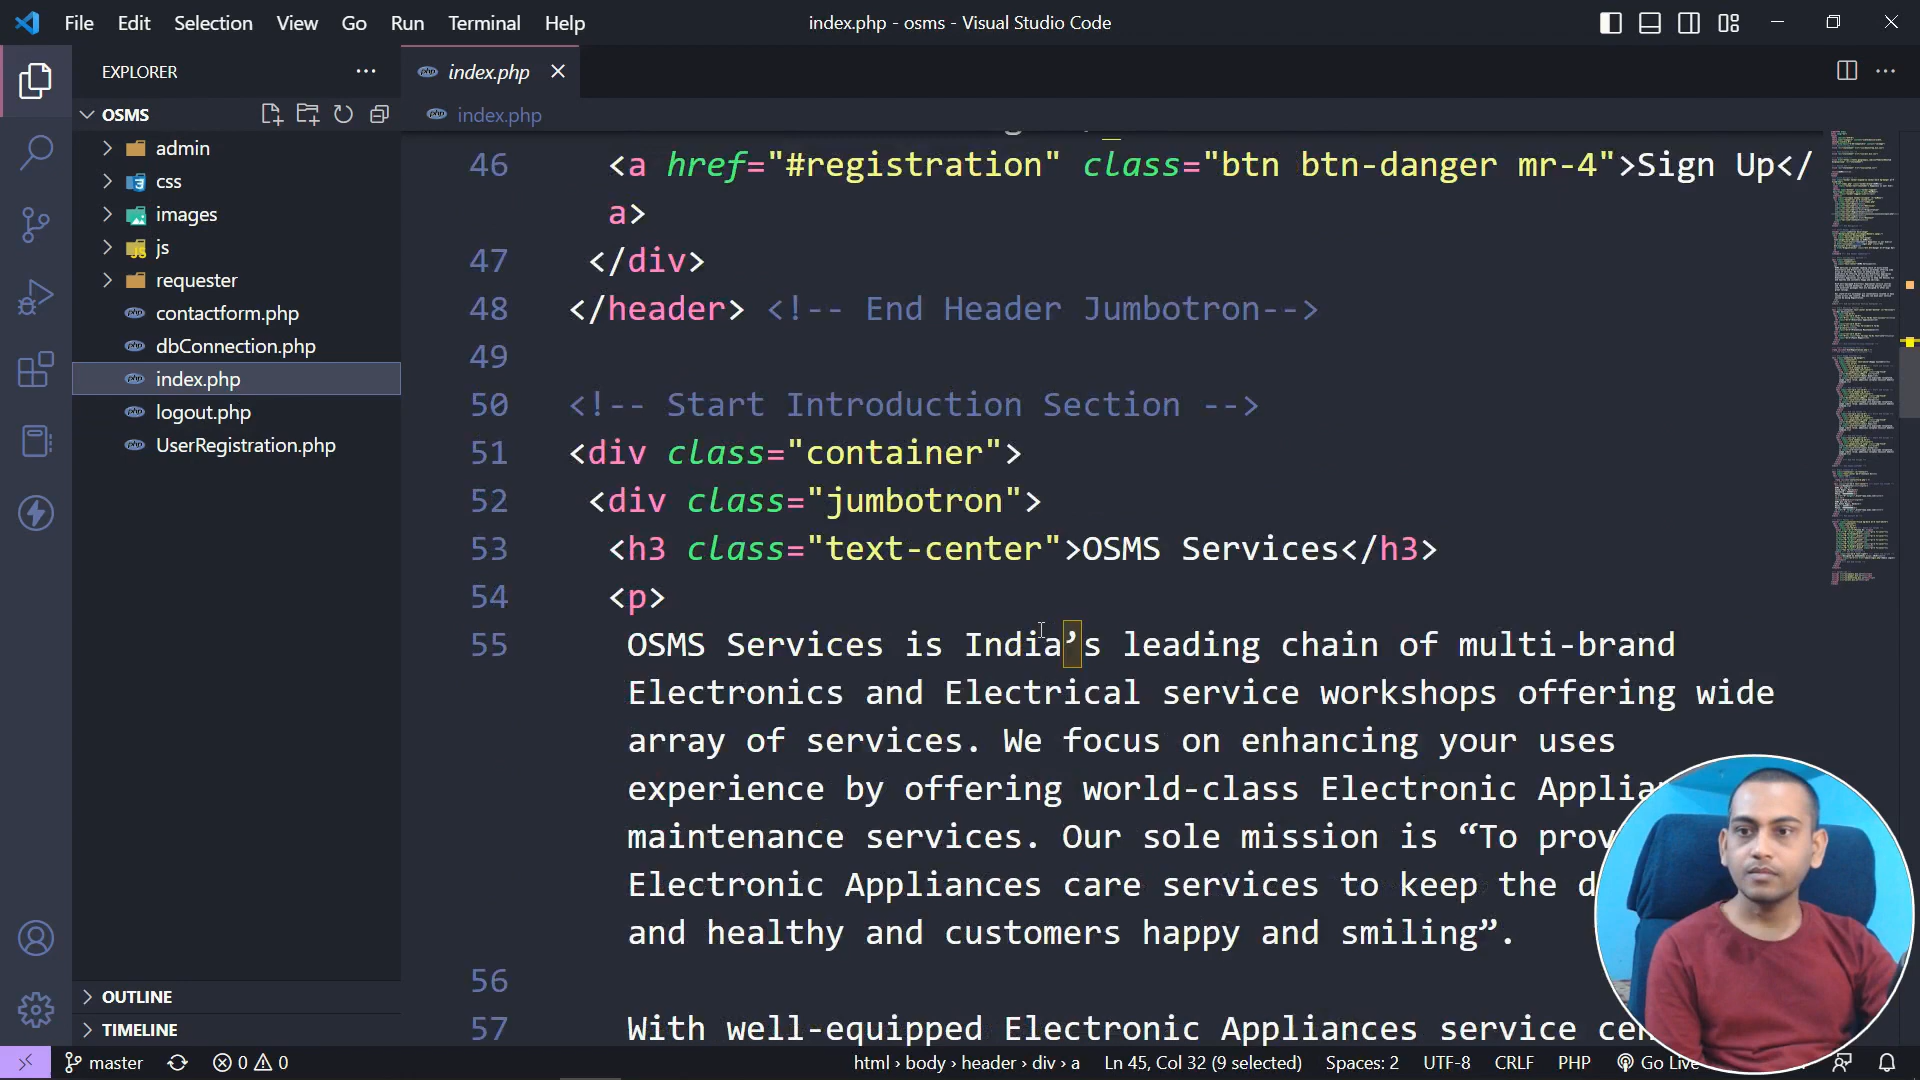 File Edit Selection View Go Run Terminal Help
index.php - osms - Visual Studio Code
EXPLORER
OSMS
admin
css
images
js
requester
contactform.php
dbConnection.php
index.php
logout.php
UserRegistration.php
OUTLINE
TIMELINE
index.php
index.php
46 <a href="#registration" class="btn btn-danger mr-4">Sign Up</
a>
47 </div>
48 </header> <!-- End Header Jumbotron-->
49
50 <!-- Start Introduction Section -->
51 <div class="container">
52 <div class="jumbotron">
53 <h3 class="text-center">OSMS Services</h3>
54 <p>
55 OSMS Services is India’s leading chain of multi-brand
Electronics and Electrical service workshops offering wide
array of services. We focus on enhancing your uses
experience by offering world-class Electronic
maintenance services. Our sole mission is “To
Electronic Appliances care services to keep the
and healthy and customers happy and smiling”.
56
57 With well-equipped Electronic Appliances service
master
0 0
html › body › header › div › a
Ln 45, Col 32 (9 selected)
Spaces: 2
UTF-8
CRLF
PHP
Go Live